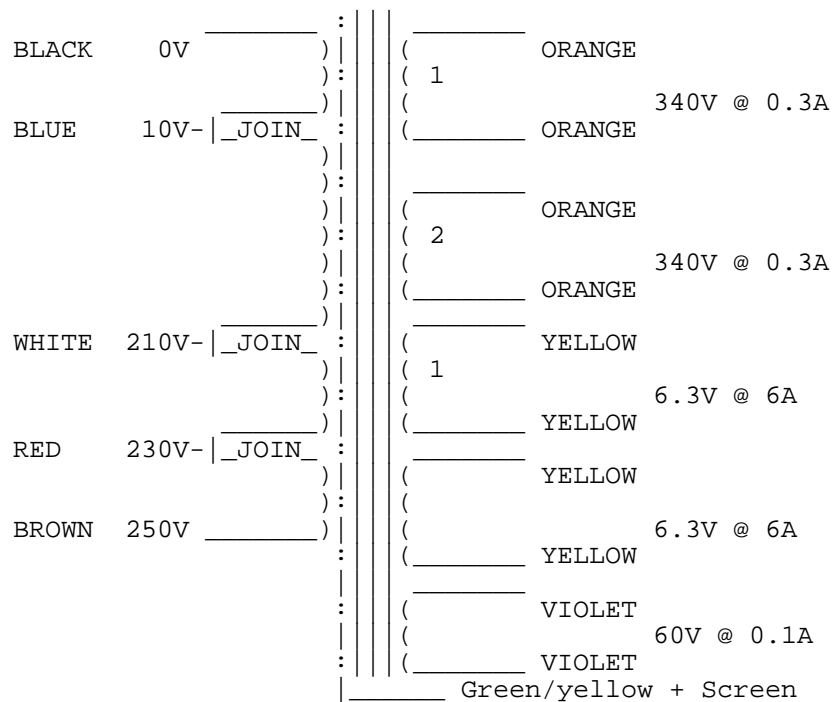 BLACK 0V ORANGE
1
340V @ 0.3A
BLUE 10V- JOIN ORANGE
ORANGE
2
340V @ 0.3A
ORANGE
WHITE 210V- JOIN YELLOW
1
6.3V @ 6A
YELLOW
RED 230V- JOIN
YELLOW
BROWN 250V 6.3V @ 6A
YELLOW
VIOLET
60V @ 0.1A
VIOLET
Green/yellow + Screen